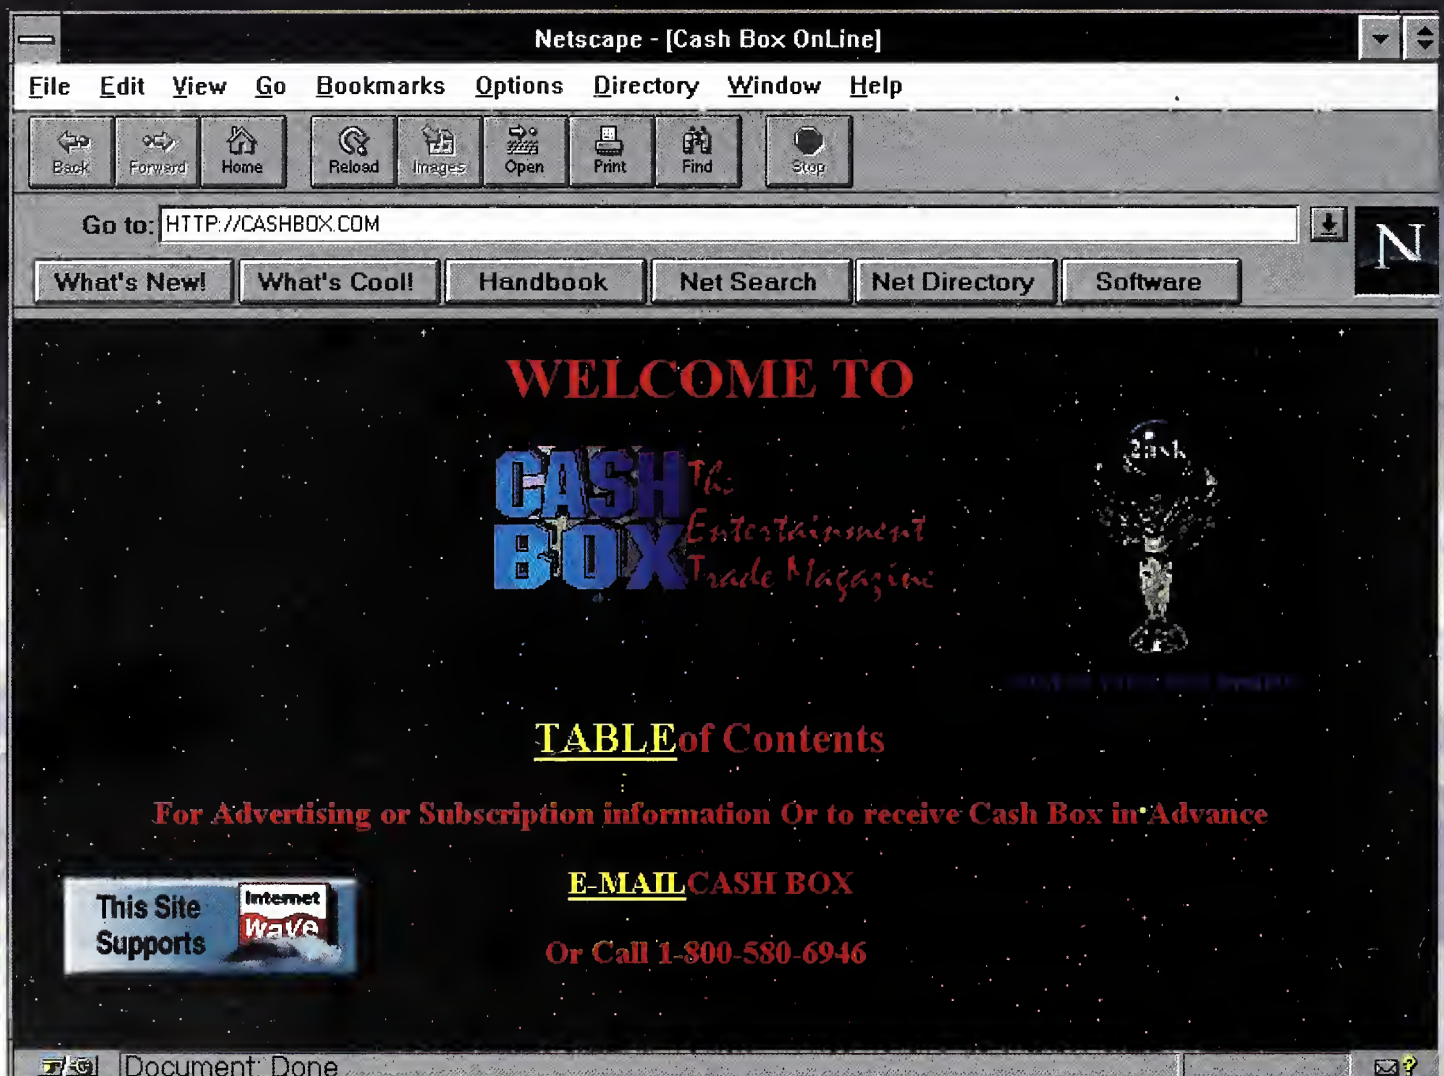 Netscape - [Cash Box OnLine]
File Edit View Go Bookmarks Options Directory Window Help
Back Forward Home Reload Images Open Print Find Stop
Go to: HTTP://CASHBOX.COM
N
What's New! What's Cool! Handbook Net Search Net Directory Software
WELCOME TO
CASH BOX
The
Entertainment
Trade Magazine
TABLE of Contents
For Advertising or Subscription information Or to receive Cash Box in Advance
E-MAIL CASH BOX
Or Call 1-800-580-6946
This Site
Supports
Internet
Wave
Document: Done